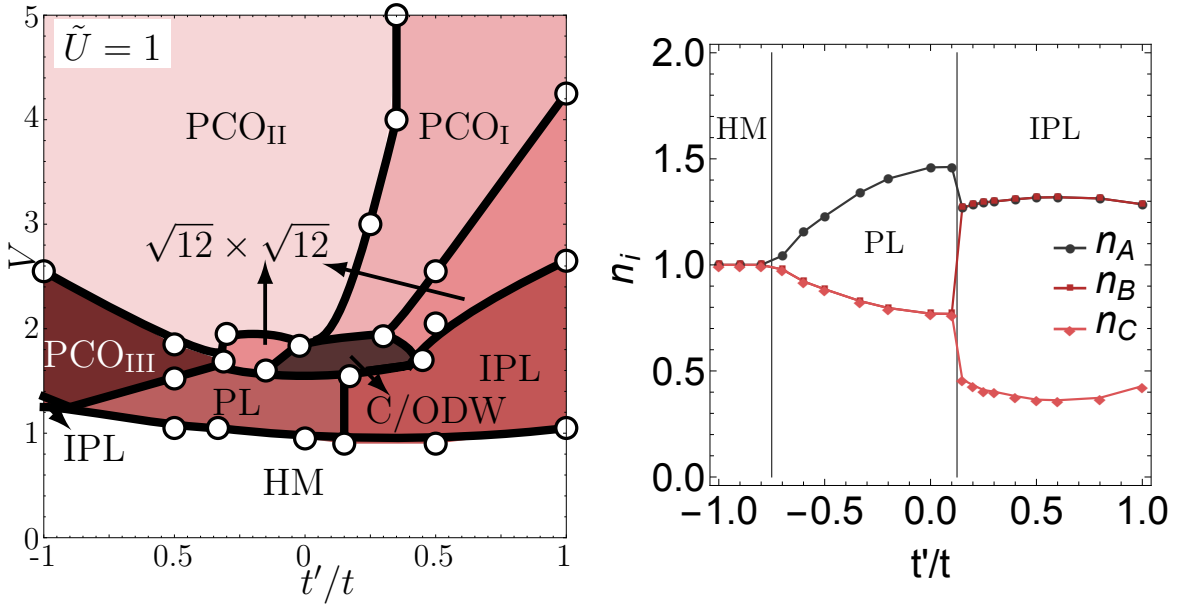 5
Ũ = 1
4
PCO_II
PCO_I
3
√12 × √12
V
2
PCO_III
IPL
PL
C/ODW
1
IPL
HM
0
-1
0.5
0
0.5
1
t'/t
2.0
HM
IPL
1.5
n_A
n_i
1.0
PL
n_B
n_C
0.5
0.0
−1.0
−0.5
0.0
0.5
1.0
t'/t